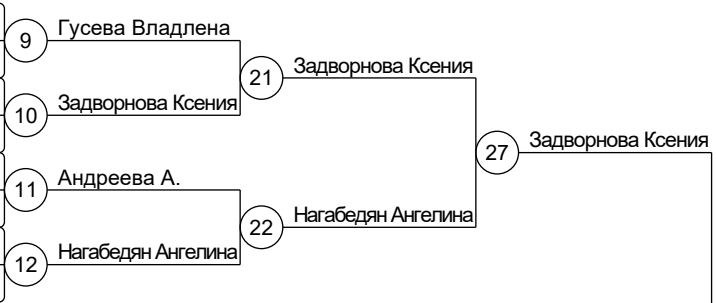 9
Гусева Владлена
21
Задворнова Ксения
10
Задворнова Ксения
27
Задворнова Ксения
11
Андреева А.
22
Нагабедян Ангелина
12
Нагабедян Ангелина